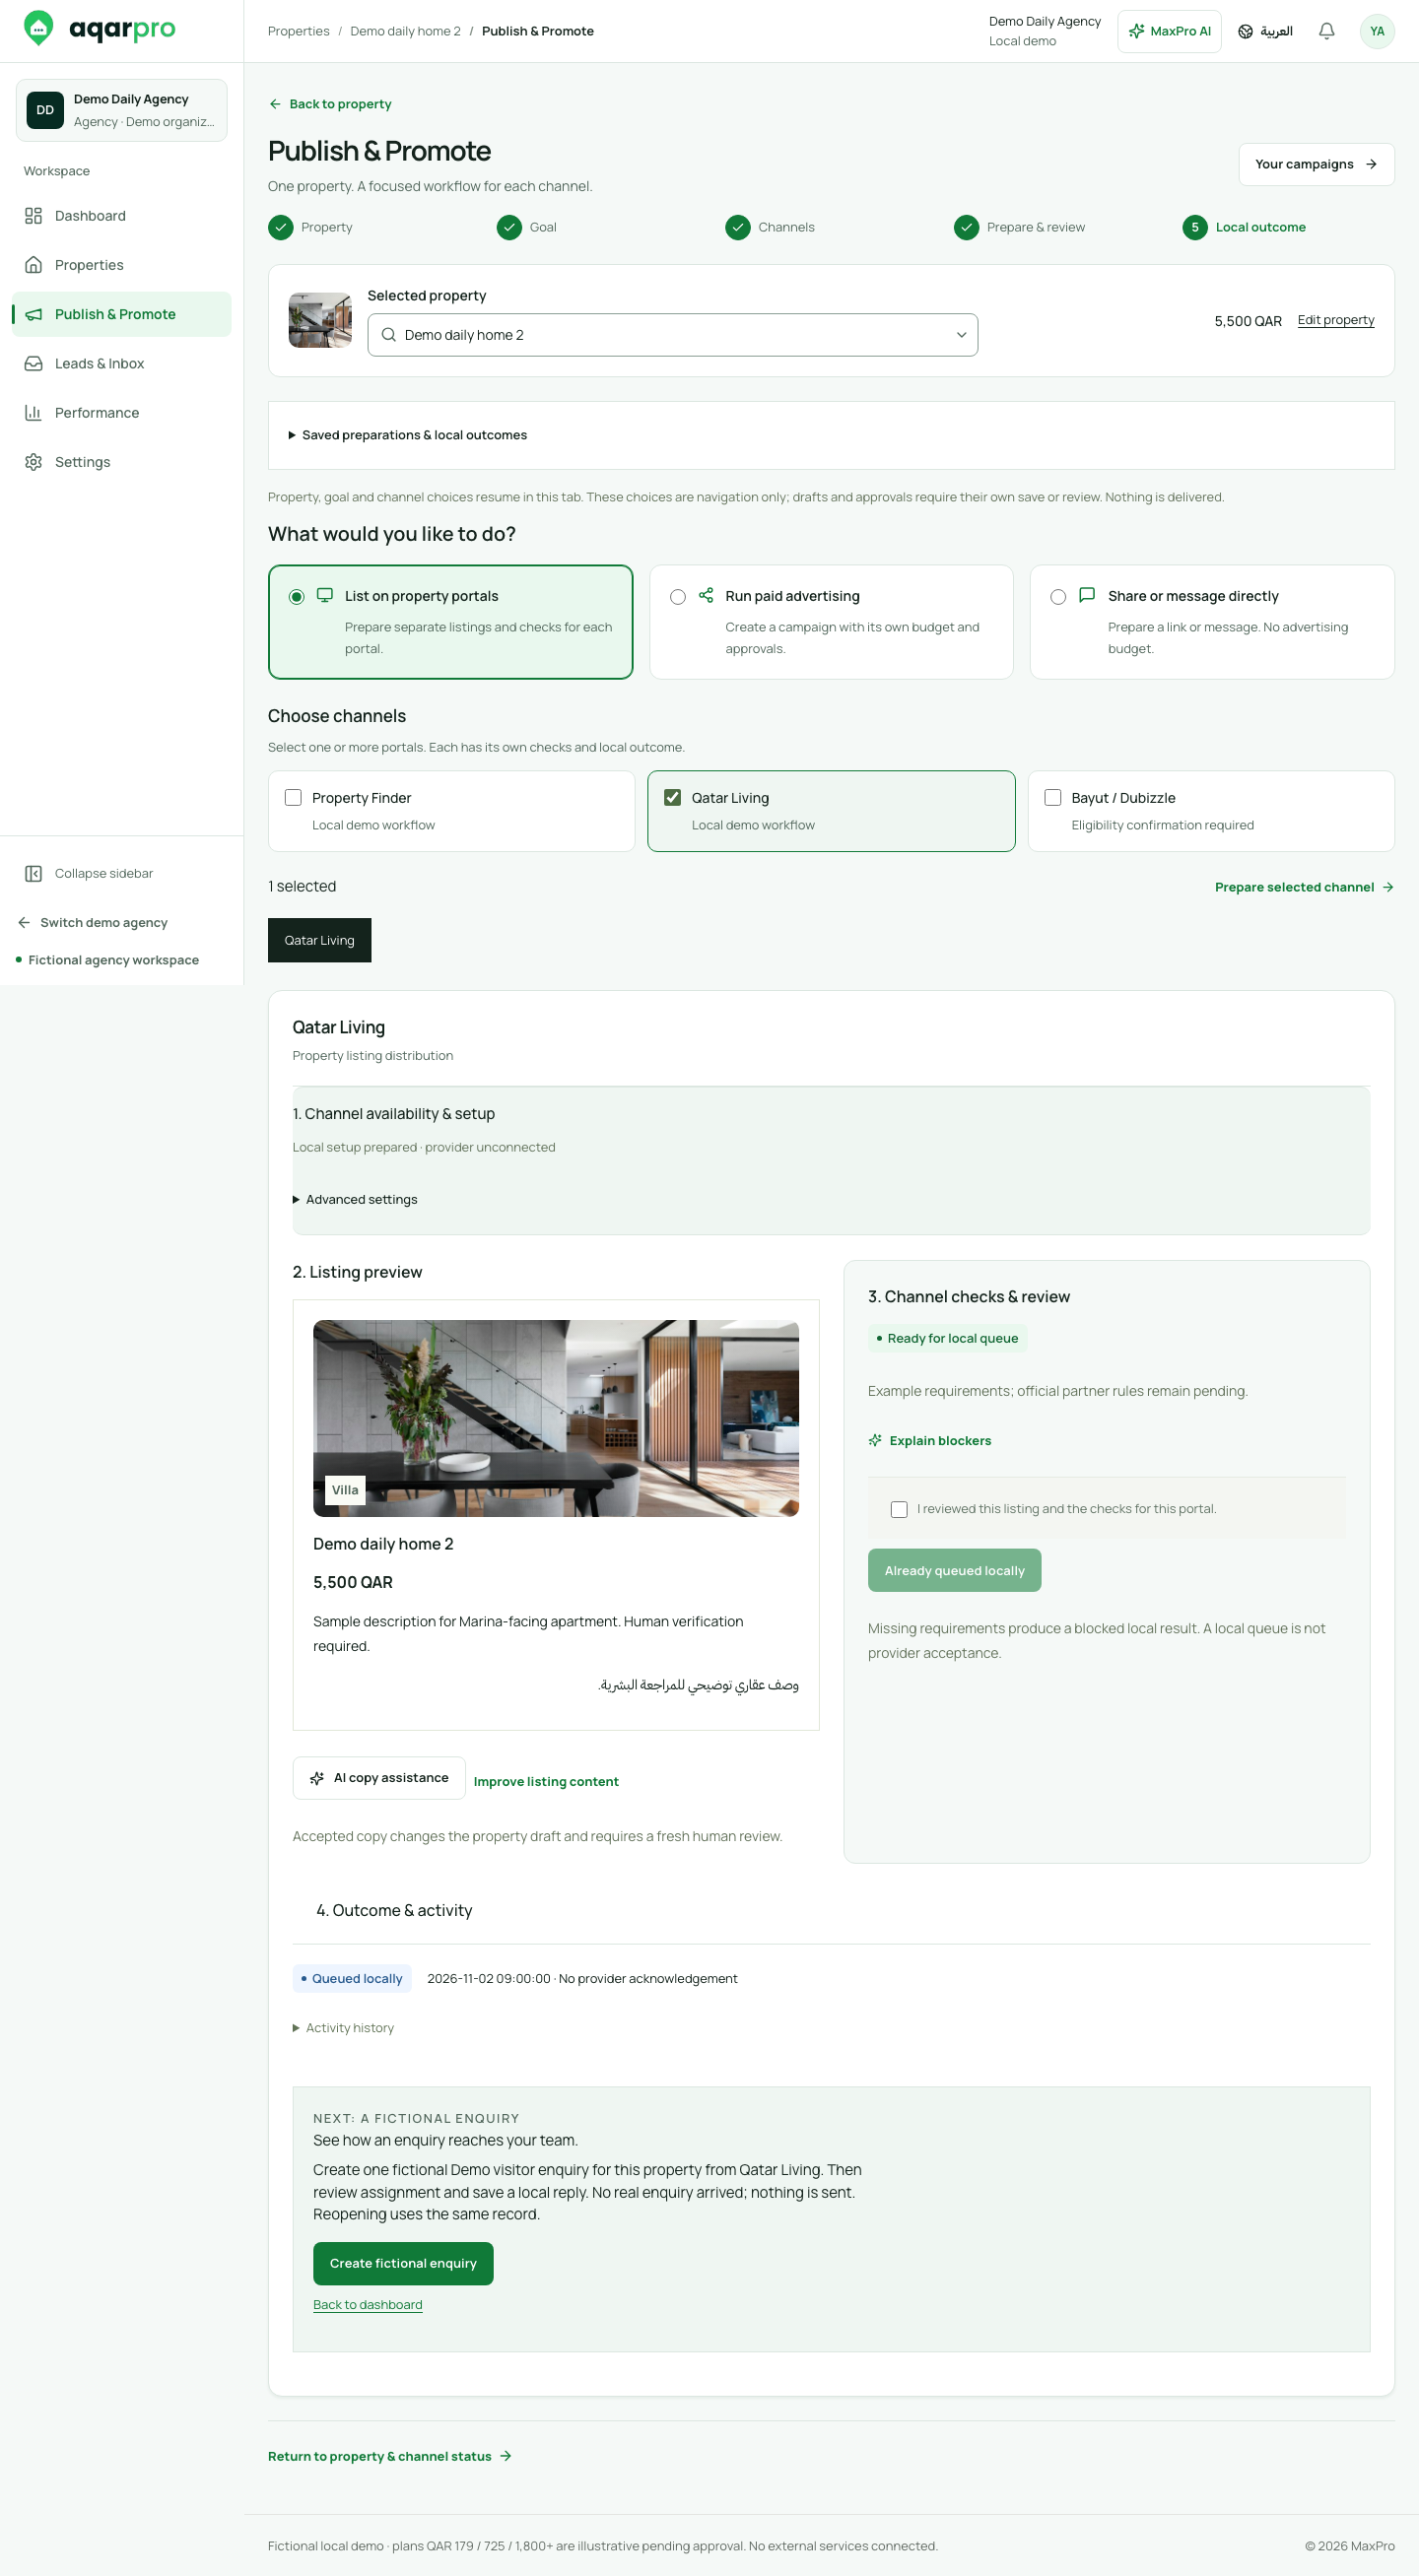 aqarpro
Properties / Demo daily home 2 / Publish & Promote
Demo Daily Agency
Local demo
MaxPro AI
العربية
YA
DD
Demo Daily Agency
Agency · Demo organiz...
Workspace
Dashboard
Properties
Publish & Promote
Leads & Inbox
Performance
Settings
Collapse sidebar
Switch demo agency
Fictional agency workspace
Back to property
Publish & Promote
One property. A focused workflow for each channel.
Your campaigns
Property
Goal
Channels
Prepare & review
5 Local outcome
Selected property
Demo daily home 2
5,500 QAR
Edit property
Saved preparations & local outcomes
Property, goal and channel choices resume in this tab. These choices are navigation only; drafts and approvals require their own save or review. Nothing is delivered.
What would you like to do?
List on property portals
Prepare separate listings and checks for each
portal.
Run paid advertising
Create a campaign with its own budget and
approvals.
Share or message directly
Prepare a link or message. No advertising
budget.
Choose channels
Select one or more portals. Each has its own checks and local outcome.
Property Finder
Local demo workflow
Qatar Living
Local demo workflow
Bayut / Dubizzle
Eligibility confirmation required
1 selected
Prepare selected channel
Qatar Living
Qatar Living
Property listing distribution
1. Channel availability & setup
Local setup prepared · provider unconnected
Advanced settings
2. Listing preview
Villa
Demo daily home 2
5,500 QAR
Sample description for Marina-facing apartment. Human verification
required.
وصف عقاري توضيحي للمراجعة البشرية.
AI copy assistance
Improve listing content
Accepted copy changes the property draft and requires a fresh human review.
3. Channel checks & review
Ready for local queue
Example requirements; official partner rules remain pending.
Explain blockers
I reviewed this listing and the checks for this portal.
Already queued locally
Missing requirements produce a blocked local result. A local queue is not
provider acceptance.
4. Outcome & activity
Queued locally
2026-11-02 09:00:00 · No provider acknowledgement
Activity history
NEXT: A FICTIONAL ENQUIRY
See how an enquiry reaches your team.
Create one fictional Demo visitor enquiry for this property from Qatar Living. Then
review assignment and save a local reply. No real enquiry arrived; nothing is sent.
Reopening uses the same record.
Create fictional enquiry
Back to dashboard
Return to property & channel status
Fictional local demo · plans QAR 179 / 725 / 1,800+ are illustrative pending approval. No external services connected.
© 2026 MaxPro